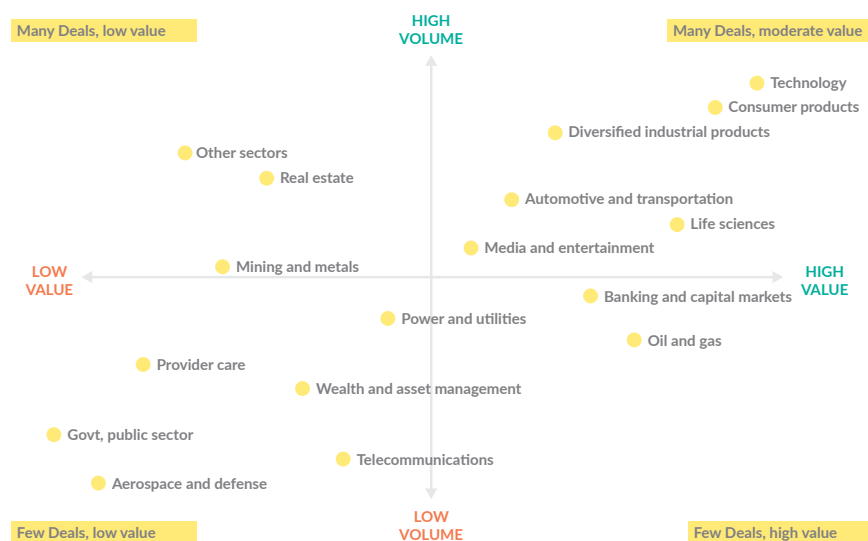 Many Deals, low value
HIGH
VOLUME
Many Deals, moderate value
Technology
Consumer products
Diversified industrial products
Other sectors
Real estate
Automotive and transportation
Life sciences
Media and entertainment
Mining and metals
LOW
VALUE
HIGH
VALUE
Banking and capital markets
Power and utilities
Oil and gas
Provider care
Wealth and asset management
Govt, public sector
Telecommunications
Aerospace and defense
LOW
VOLUME
Few Deals, low value
Few Deals, high value